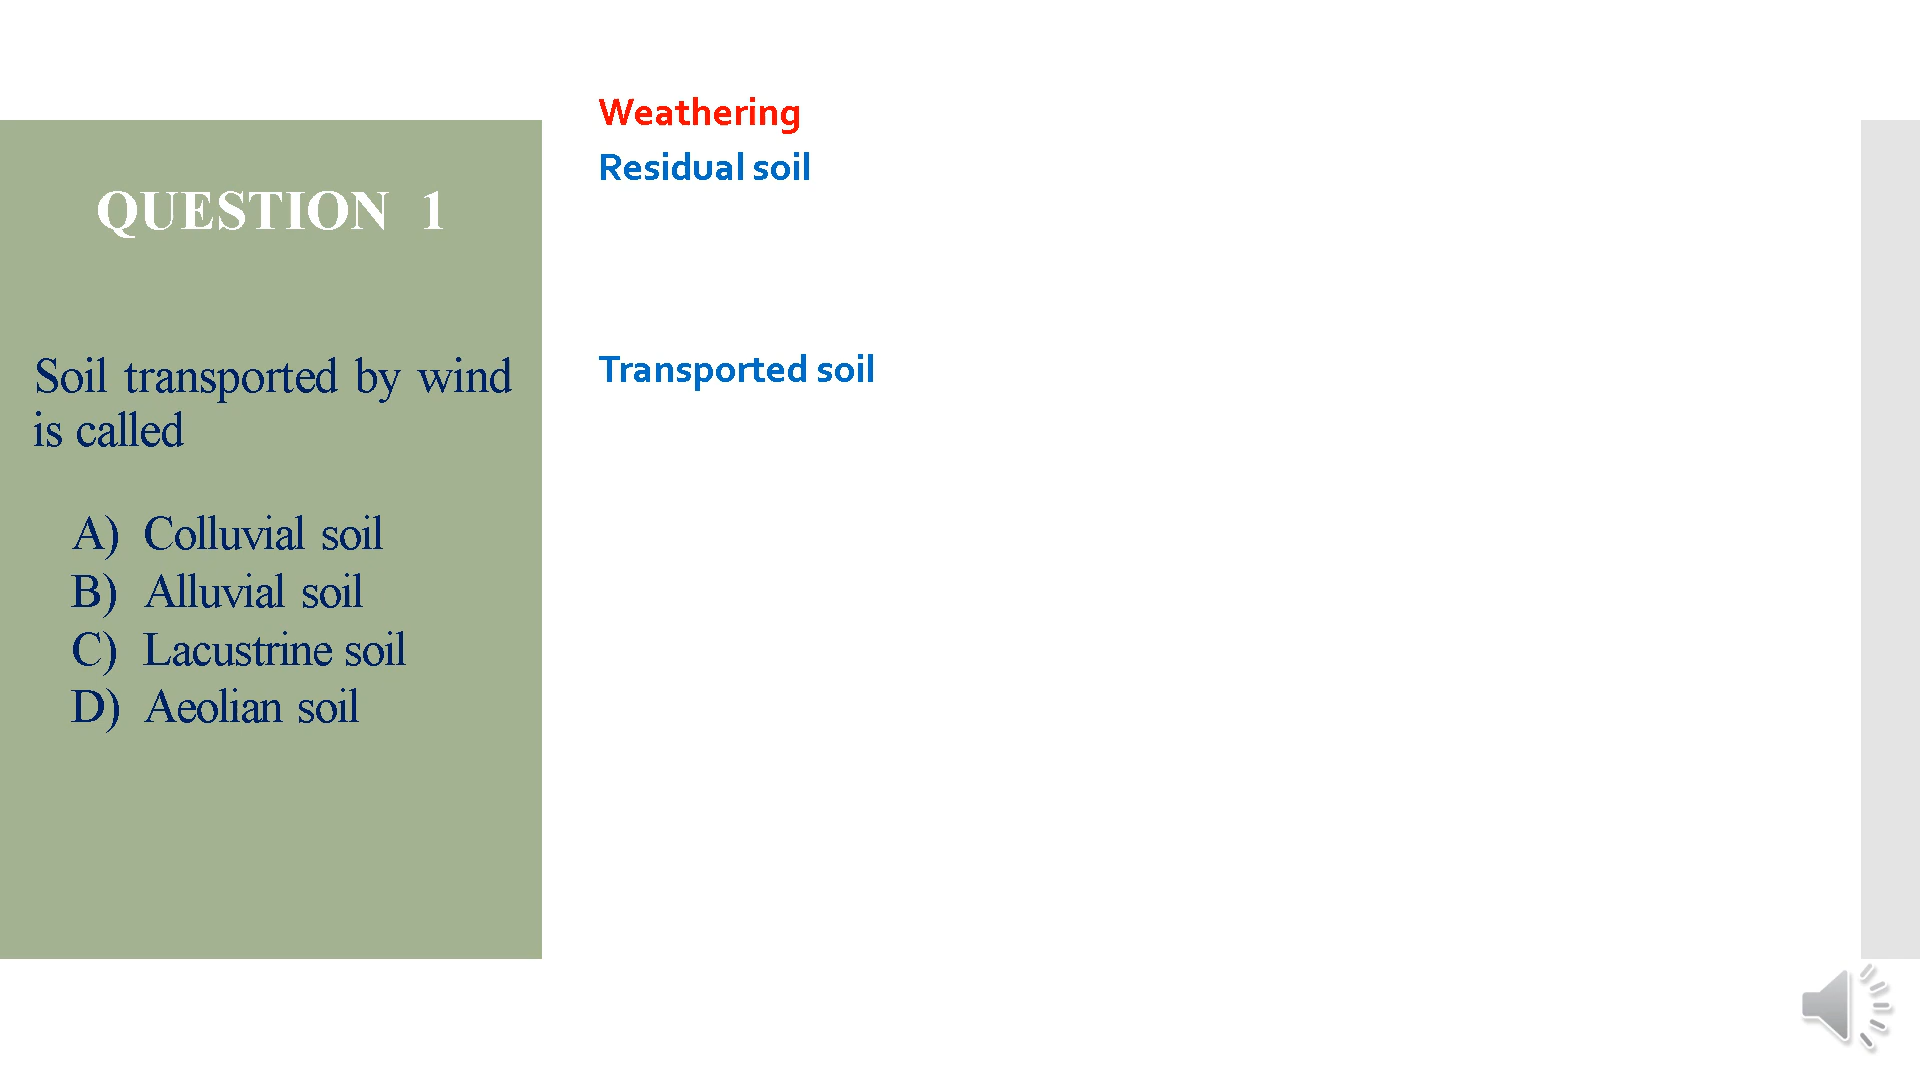 QUESTION 1
Soil transported by wind
is called
A) Colluvial soil
B) Alluvial soil
C) Lacustrine soil
D) Aeolian soil
Weathering
Residual soil
Transported soil